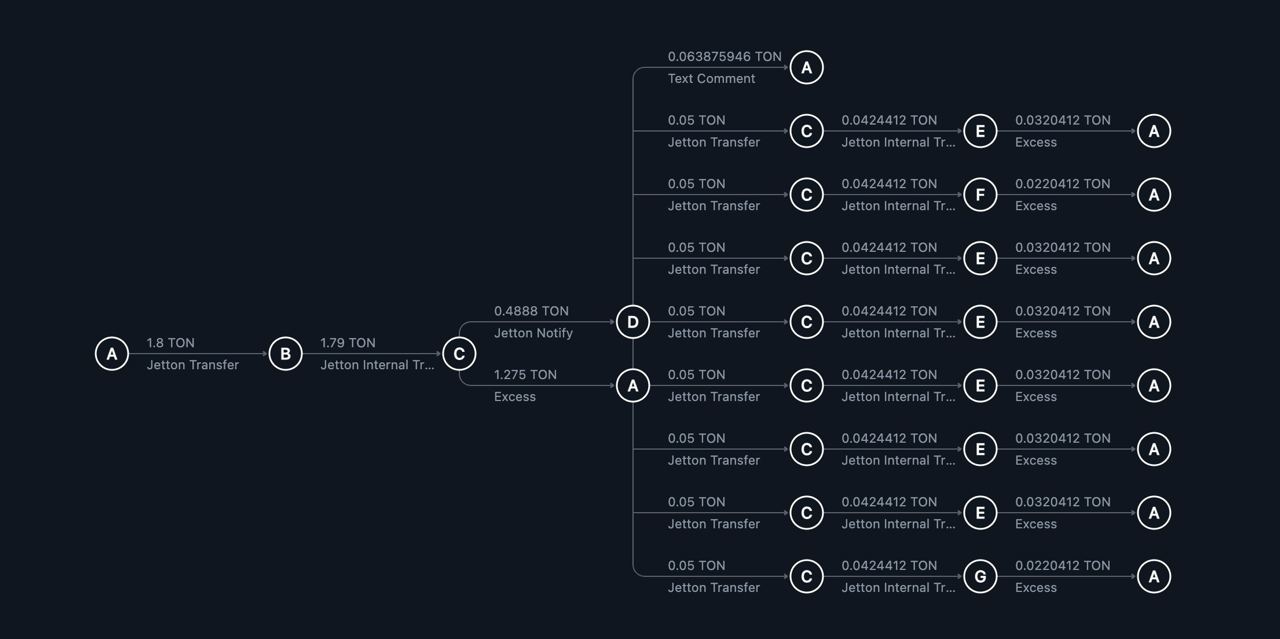 0.063875946 TON
A
Text Comment
0.05 TON
0.0424412 TON
0.0320412 TON
C
E
A
Jetton Transfer
Jetton Internal Tr...
Excess
0.05 TON
0.0424412 TON
0.0220412 TON
C
F
A
Jetton Transfer
Jetton Internal Tr...
Excess
0.05 TON
0.0424412 TON
0.0320412 TON
C
E
A
Jetton Transfer
Jetton Internal Tr...
Excess
0.4888 TON
0.05 TON
0.0424412 TON
0.0320412 TON
D
C
E
A
Jetton Notify
Jetton Transfer
Jetton Internal Tr...
Excess
1.8 TON
1.79 TON
A
B
C
Jetton Transfer
Jetton Internal Tr...
1.275 TON
0.05 TON
0.0424412 TON
0.0320412 TON
A
C
E
A
Excess
Jetton Transfer
Jetton Internal Tr...
Excess
0.05 TON
0.0424412 TON
0.0320412 TON
C
E
A
Jetton Transfer
Jetton Internal Tr...
Excess
0.05 TON
0.0424412 TON
0.0320412 TON
C
E
A
Jetton Transfer
Jetton Internal Tr...
Excess
0.05 TON
0.0424412 TON
0.0220412 TON
C
G
A
Jetton Transfer
Jetton Internal Tr...
Excess